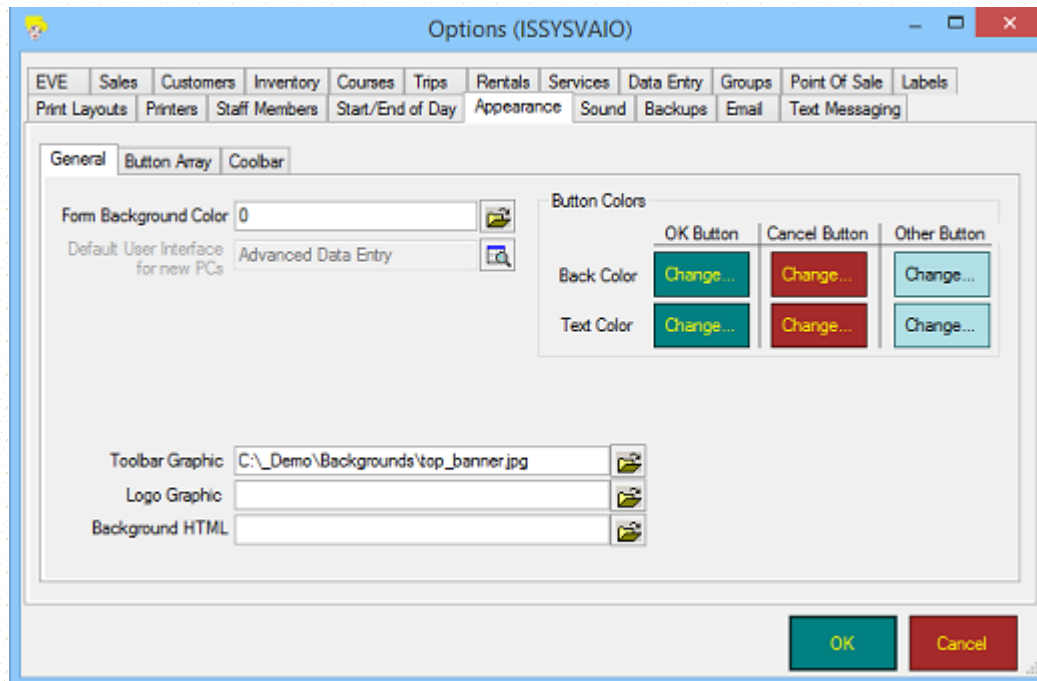 Options (ISSYSVAIO)
EVE Sales Customers Inventory Courses Trips Rentals Services Data Entry Groups Point Of Sale Labels
Print Layouts Printers Staff Members Start/End of Day Appearance Sound Backups Email Text Messaging
General Button Array Coolbar
Form Background Color 0
Default User Interface
for new PCs
Advanced Data Entry
Button Colors
OK Button Cancel Button Other Button
Back Color Change... Change... Change...
Text Color Change... Change... Change...
Toolbar Graphic C:\_Demo\Backgrounds\top_banner.jpg
Logo Graphic
Background HTML
OK Cancel